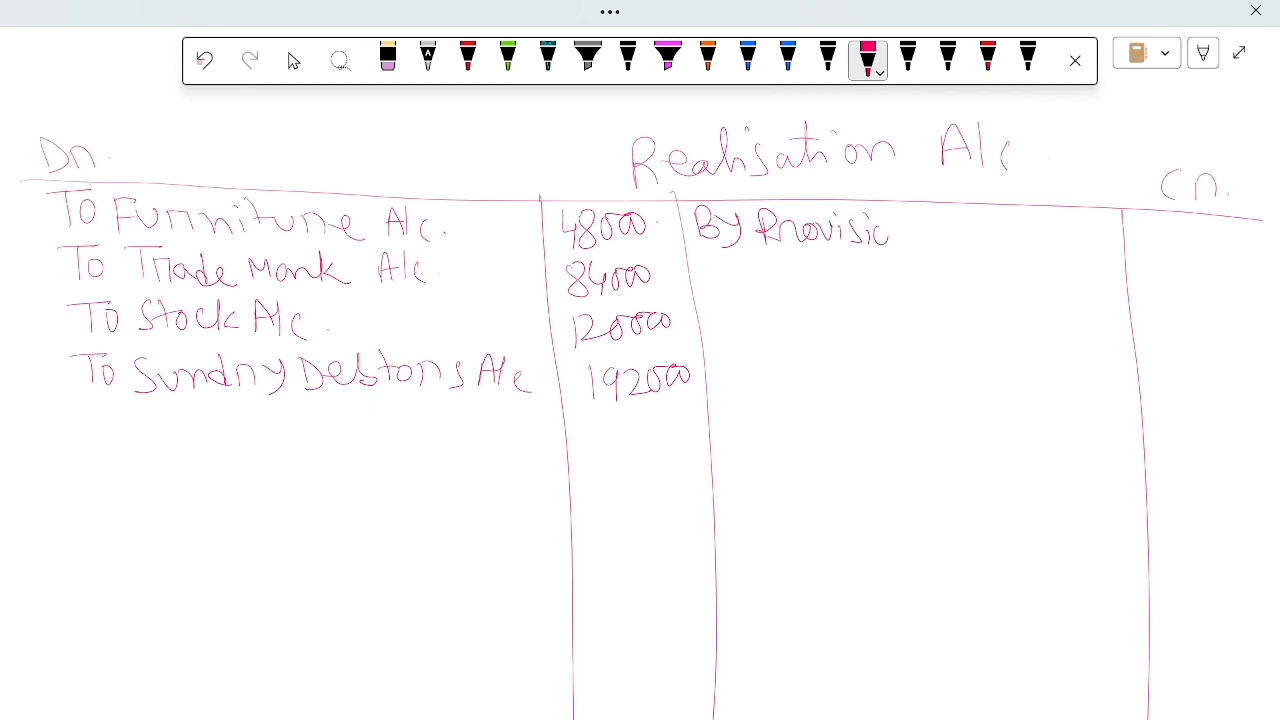 Realisation A/c
Dr. Cr.
To Furniture A/c. 48000. By Provisio
To Trade Mark A/c. 84000
To Stock A/c. 120000
To Sundry Debtors A/c 192000